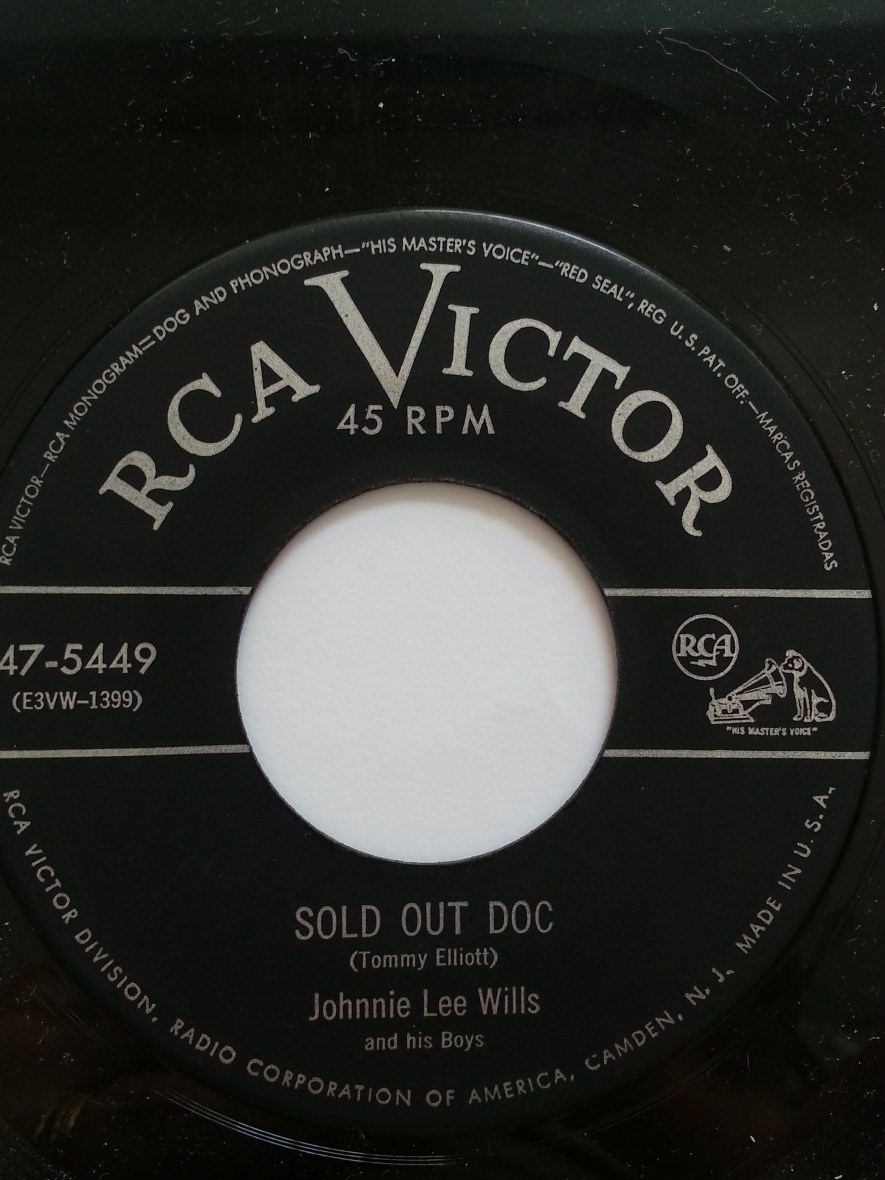 RCA VICTOR—RCA MONOGRAM—DOG AND PHONOGRAPH—"HIS MASTER'S VOICE"—"RED SEAL", REG U.S. PAT. OFF.—MARCAS REGISTRADAS
RCA VICTOR
45 RPM
47-5449
(E3VW-1399)
RCA
"HIS MASTER'S VOICE"
SOLD OUT DOC
(Tommy Elliott)
Johnnie Lee Wills
and his Boys
RCA VICTOR DIVISION, RADIO CORPORATION OF AMERICA, CAMDEN, N. J. MADE IN U. S. A.